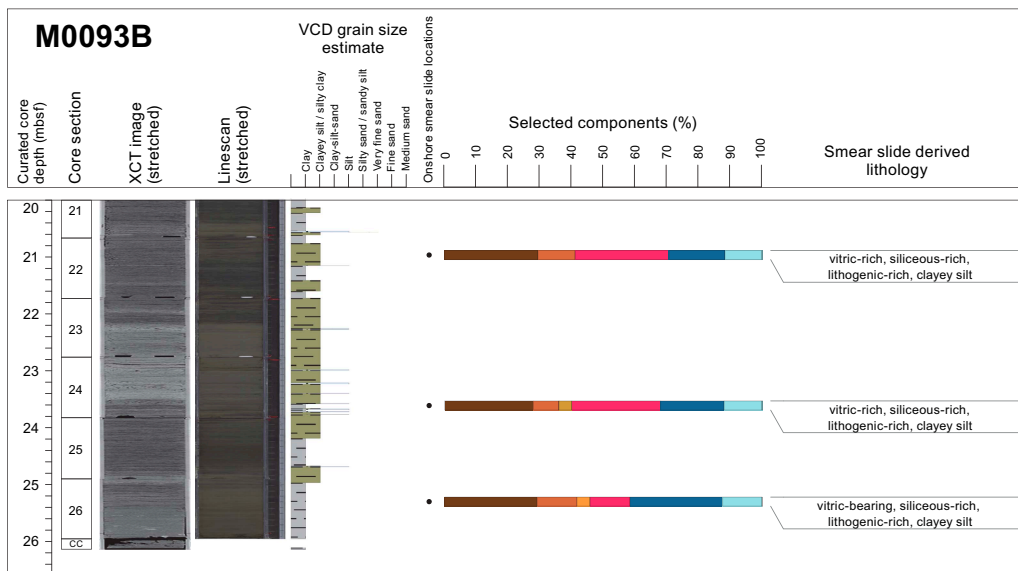 M0093B
VCD grain size
estimate
Curated core
depth (mbsf)
Core section
XCT image
(stretched)
Linescan
(stretched)
Clay
Clayey silt / silty clay
Clay-silt-sand
Silt
Silty sand / sandy silt
Very fine sand
Fine sand
Medium sand
Onshore smear slide locations
Selected components (%)
0 10 20 30 40 50 60 70 80 90 100
Smear slide derived
lithology
20
21
22
23
24
25
26
21
22
23
24
25
26
CC
vitric-rich, siliceous-rich,
lithogenic-rich, clayey silt
vitric-rich, siliceous-rich,
lithogenic-rich, clayey silt
vitric-bearing, siliceous-rich,
lithogenic-rich, clayey silt